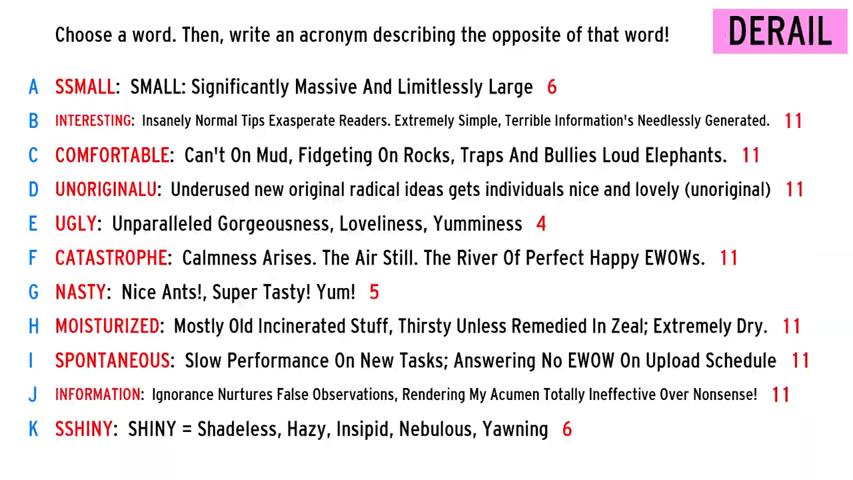 Choose a word. Then, write an acronym describing the opposite of that word!
DERAIL
A SSMALL: SMALL: Significantly Massive And Limitlessly Large 6
B INTERESTING: Insanely Normal Tips Exasperate Readers. Extremely Simple, Terrible Information's Needlessly Generated. 11
C COMFORTABLE: Can't On Mud, Fidgeting On Rocks, Traps And Bullies Loud Elephants. 11
D UNORIGINALU: Underused new original radical ideas gets individuals nice and lovely (unoriginal) 11
E UGLY: Unparalleled Gorgeousness, Loveliness, Yumminess 4
F CATASTROPHE: Calmness Arises. The Air Still. The River Of Perfect Happy EWOWs. 11
G NASTY: Nice Ants!, Super Tasty! Yum! 5
H MOISTURIZED: Mostly Old Incinerated Stuff, Thirsty Unless Remedied In Zeal; Extremely Dry. 11
I SPONTANEOUS: Slow Performance On New Tasks; Answering No EWOW On Upload Schedule 11
J INFORMATION: Ignorance Nurtures False Observations, Rendering My Acumen Totally Ineffective Over Nonsense! 11
K SSHINY: SHINY = Shadeless, Hazy, Insipid, Nebulous, Yawning 6